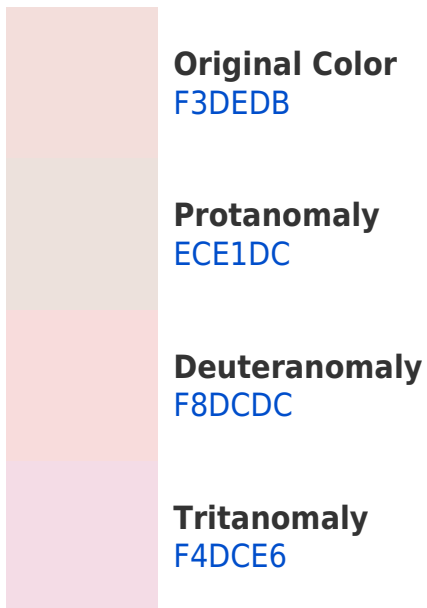 Original Color
F3DEDB
Protanomaly
ECE1DC
Deuteranomaly
F8DCDC
Tritanomaly
F4DCE6